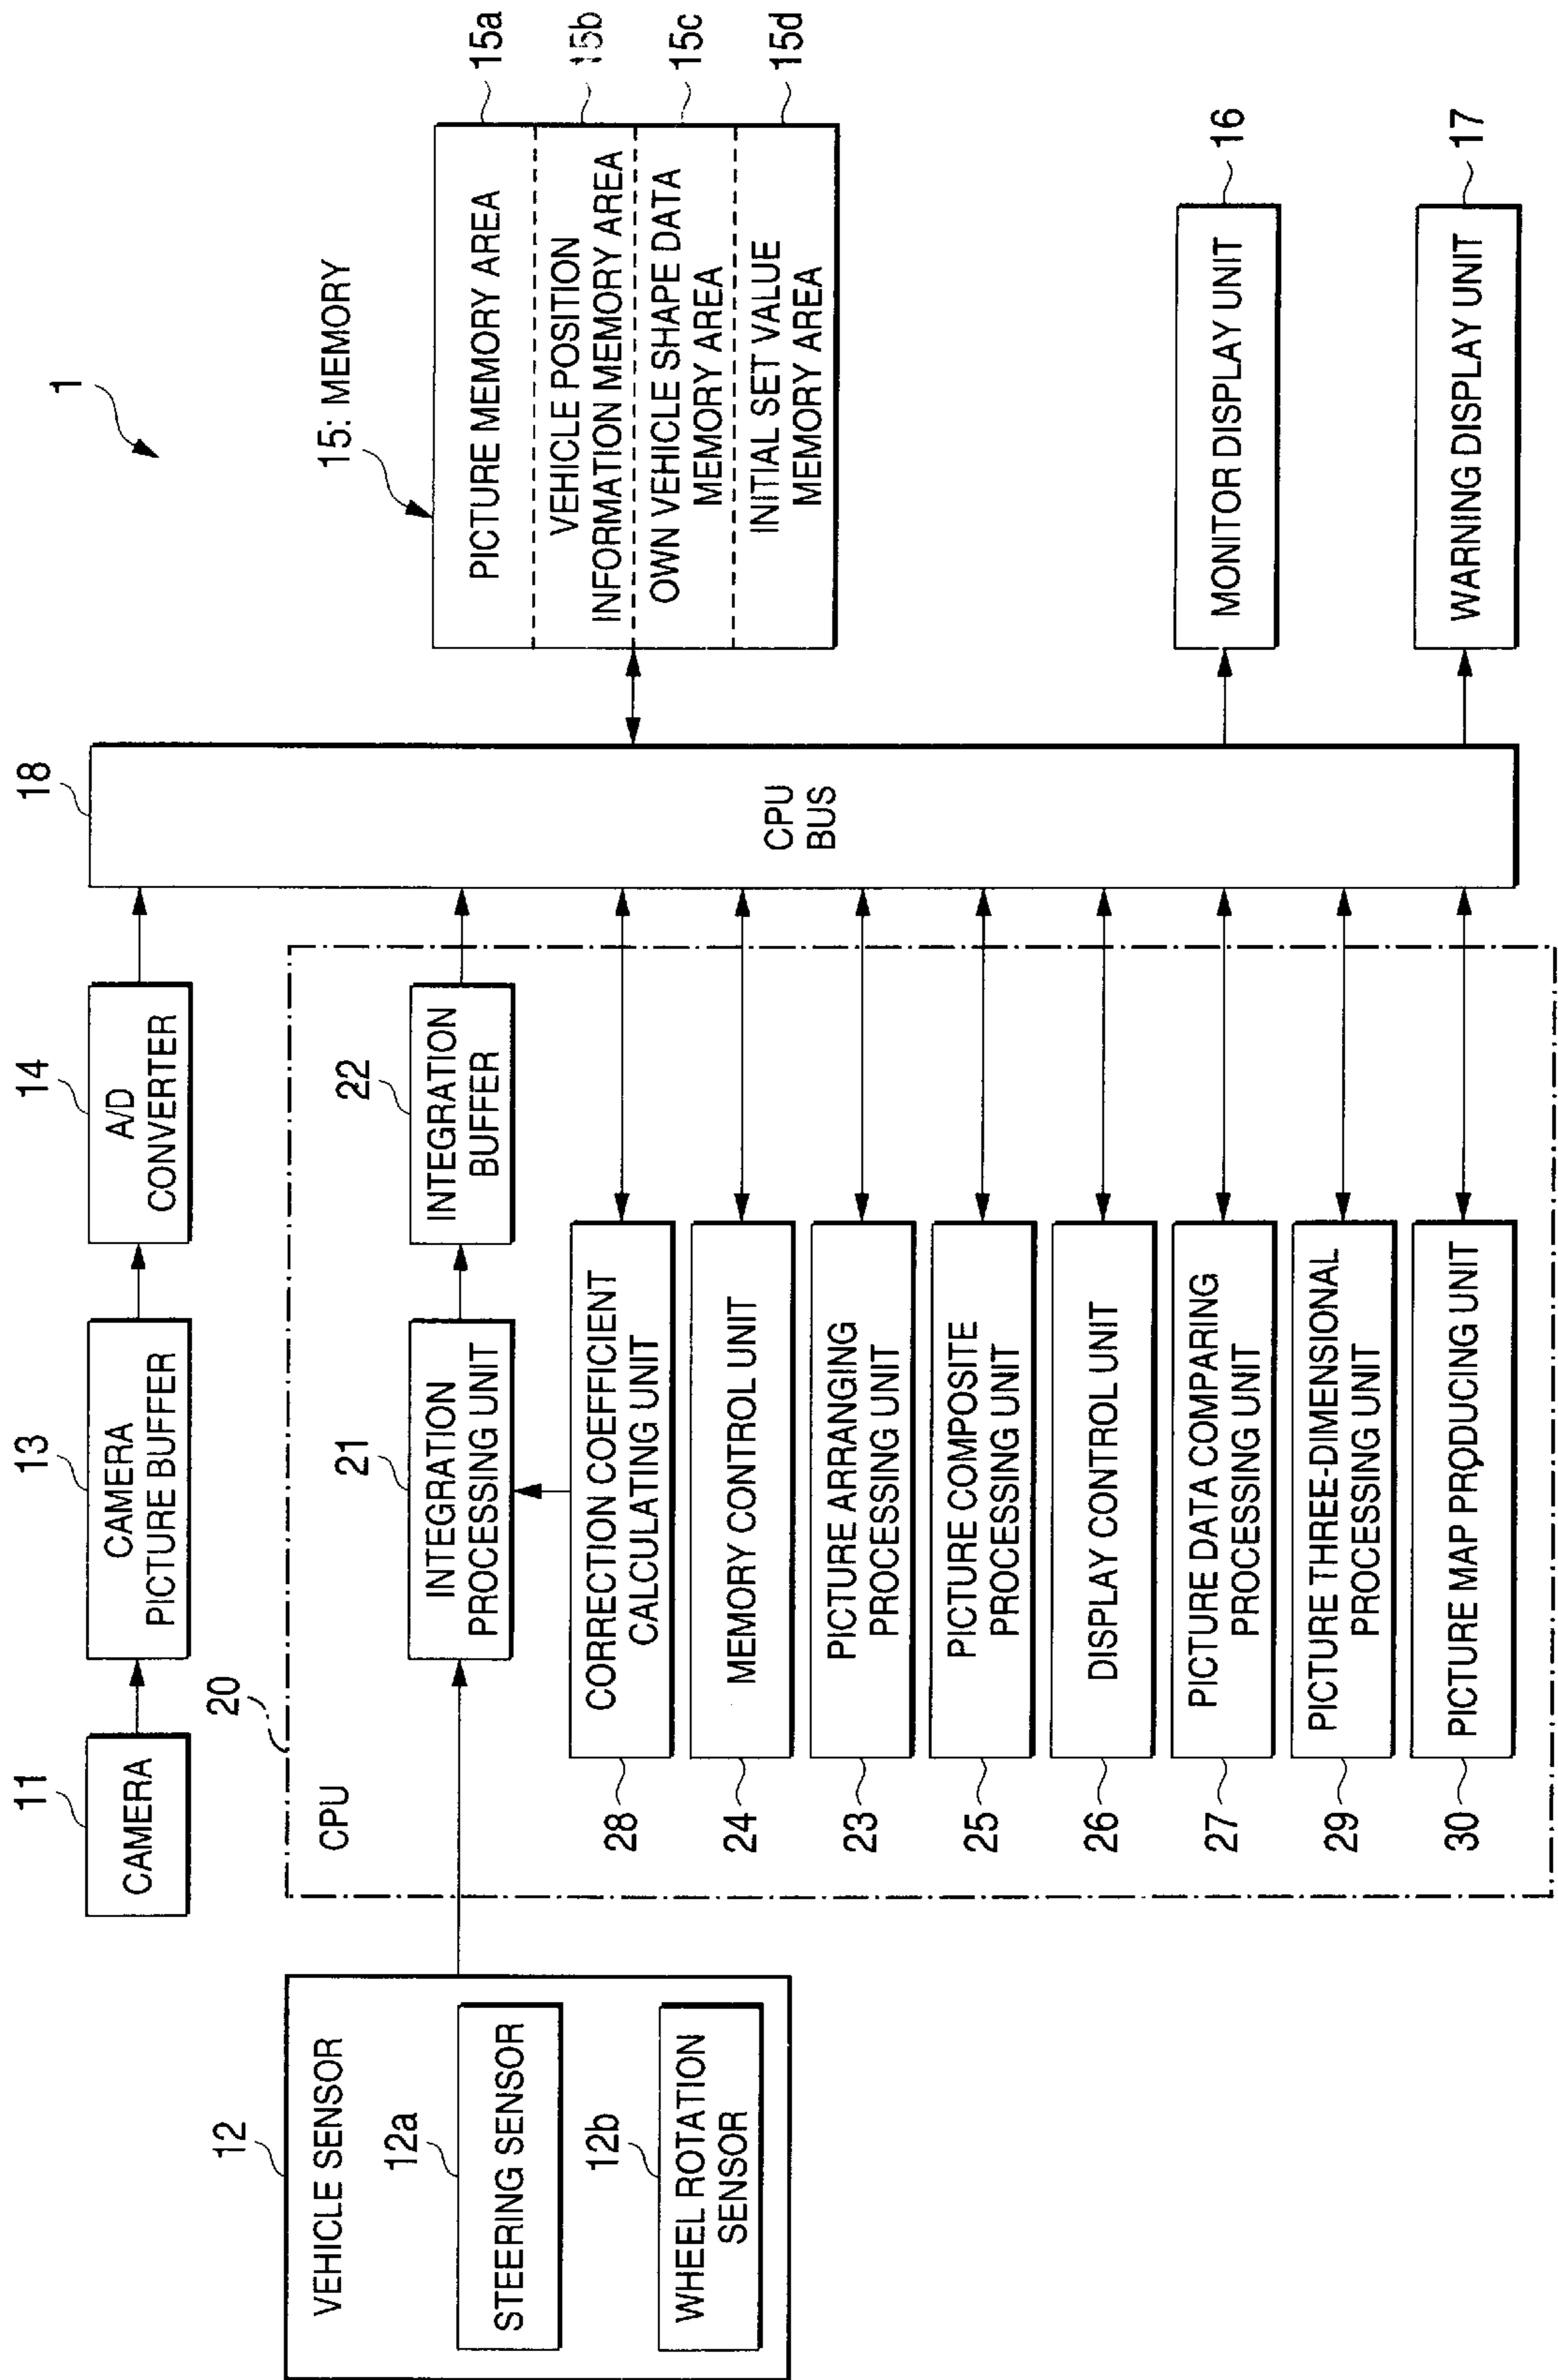 1
11
CAMERA
13
CAMERA
PICTURE BUFFER
14
A/D
CONVERTER
18
CPU
BUS
12
VEHICLE SENSOR
12a
STEERING SENSOR
12b
WHEEL ROTATION
SENSOR
20
CPU
21
INTEGRATION
PROCESSING UNIT
22
INTEGRATION
BUFFER
28
CORRECTION COEFFICIENT
CALCULATING UNIT
24
MEMORY CONTROL UNIT
23
PICTURE ARRANGING
PROCESSING UNIT
25
PICTURE COMPOSITE
PROCESSING UNIT
26
DISPLAY CONTROL UNIT
27
PICTURE DATA COMPARING
PROCESSING UNIT
29
PICTURE THREE-DIMENSIONAL
PROCESSING UNIT
30
PICTURE MAP PRODUCING UNIT
15: MEMORY
PICTURE MEMORY AREA
15a
VEHICLE POSITION
INFORMATION MEMORY AREA
15b
OWN VEHICLE SHAPE DATA
MEMORY AREA
15c
INITIAL SET VALUE
MEMORY AREA
15d
MONITOR DISPLAY UNIT
16
WARNING DISPLAY UNIT
17